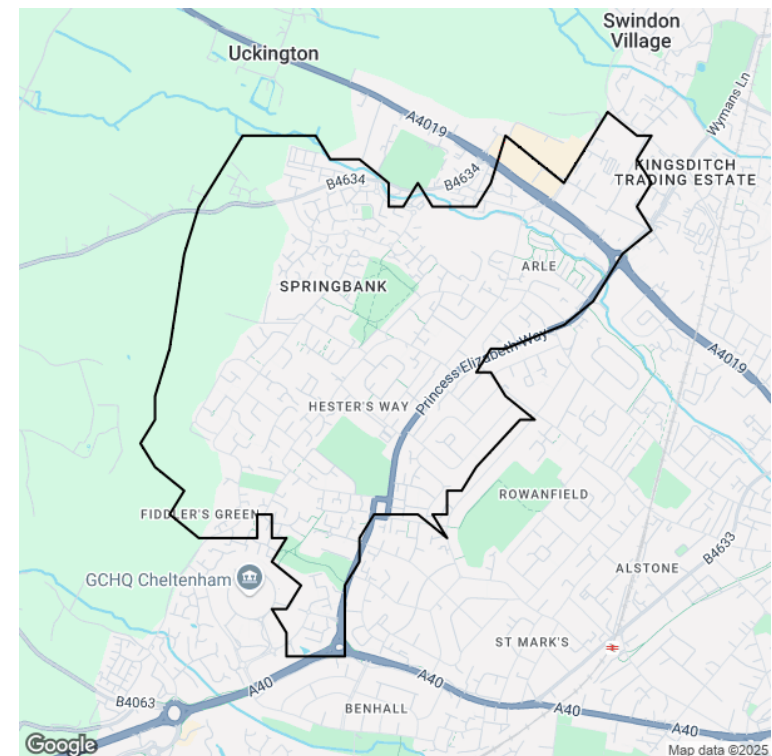 Swindon
Village
Uckington
Wymans Ln
A4019
KINGSDITCH
TRADING ESTATE
B4634
B4634
ARLE
SPRINGBANK
A4019
Princess Elizabeth Way
HESTER'S WAY
ROWANFIELD
FIDDLER'S GREEN
B4633
ALSTONE
GCHQ Cheltenham
ST MARK'S
A40
B4063
BENHALL
A40
A40
Google
Map data ©2025